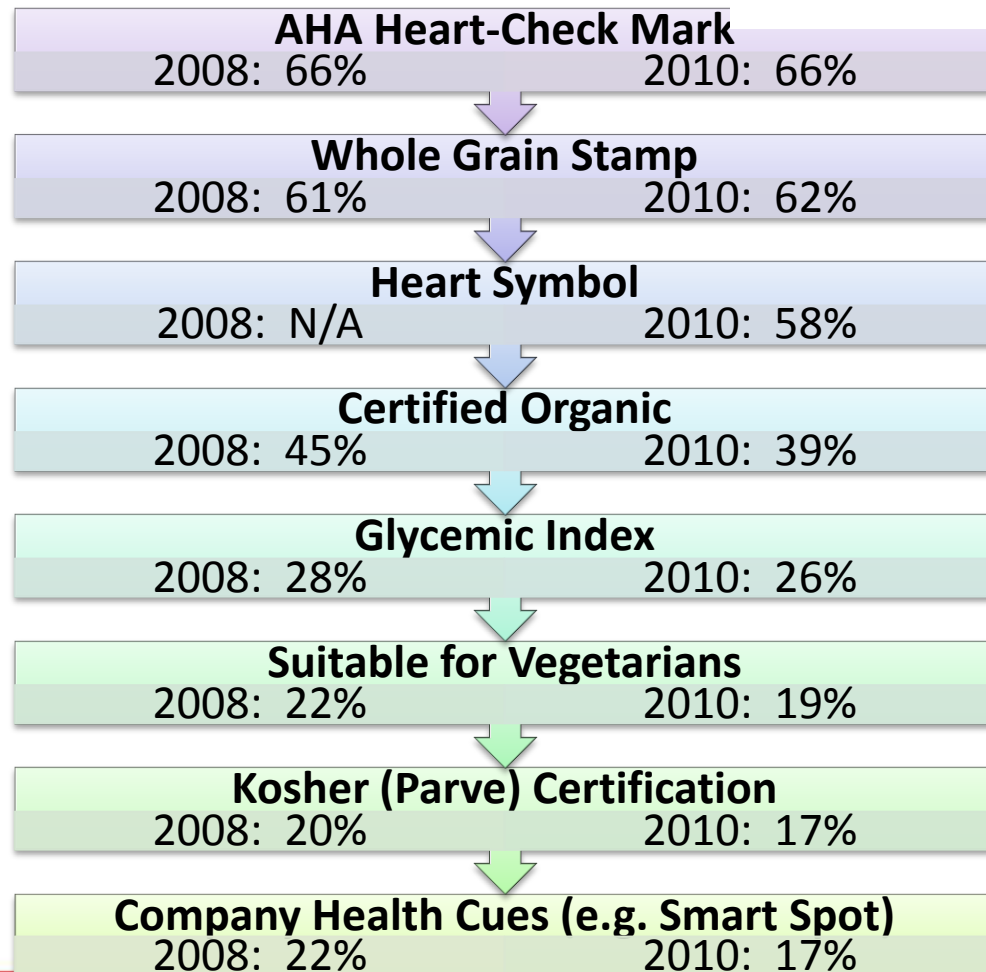 AHA Heart-Check Mark
2008: 66% 2010: 66%
Whole Grain Stamp
2008: 61% 2010: 62%
Heart Symbol
2008: N/A 2010: 58%
Certified Organic
2008: 45% 2010: 39%
Glycemic Index
2008: 28% 2010: 26%
Suitable for Vegetarians
2008: 22% 2010: 19%
Kosher (Parve) Certification
2008: 20% 2010: 17%
Company Health Cues (e.g. Smart Spot)
2008: 22% 2010: 17%